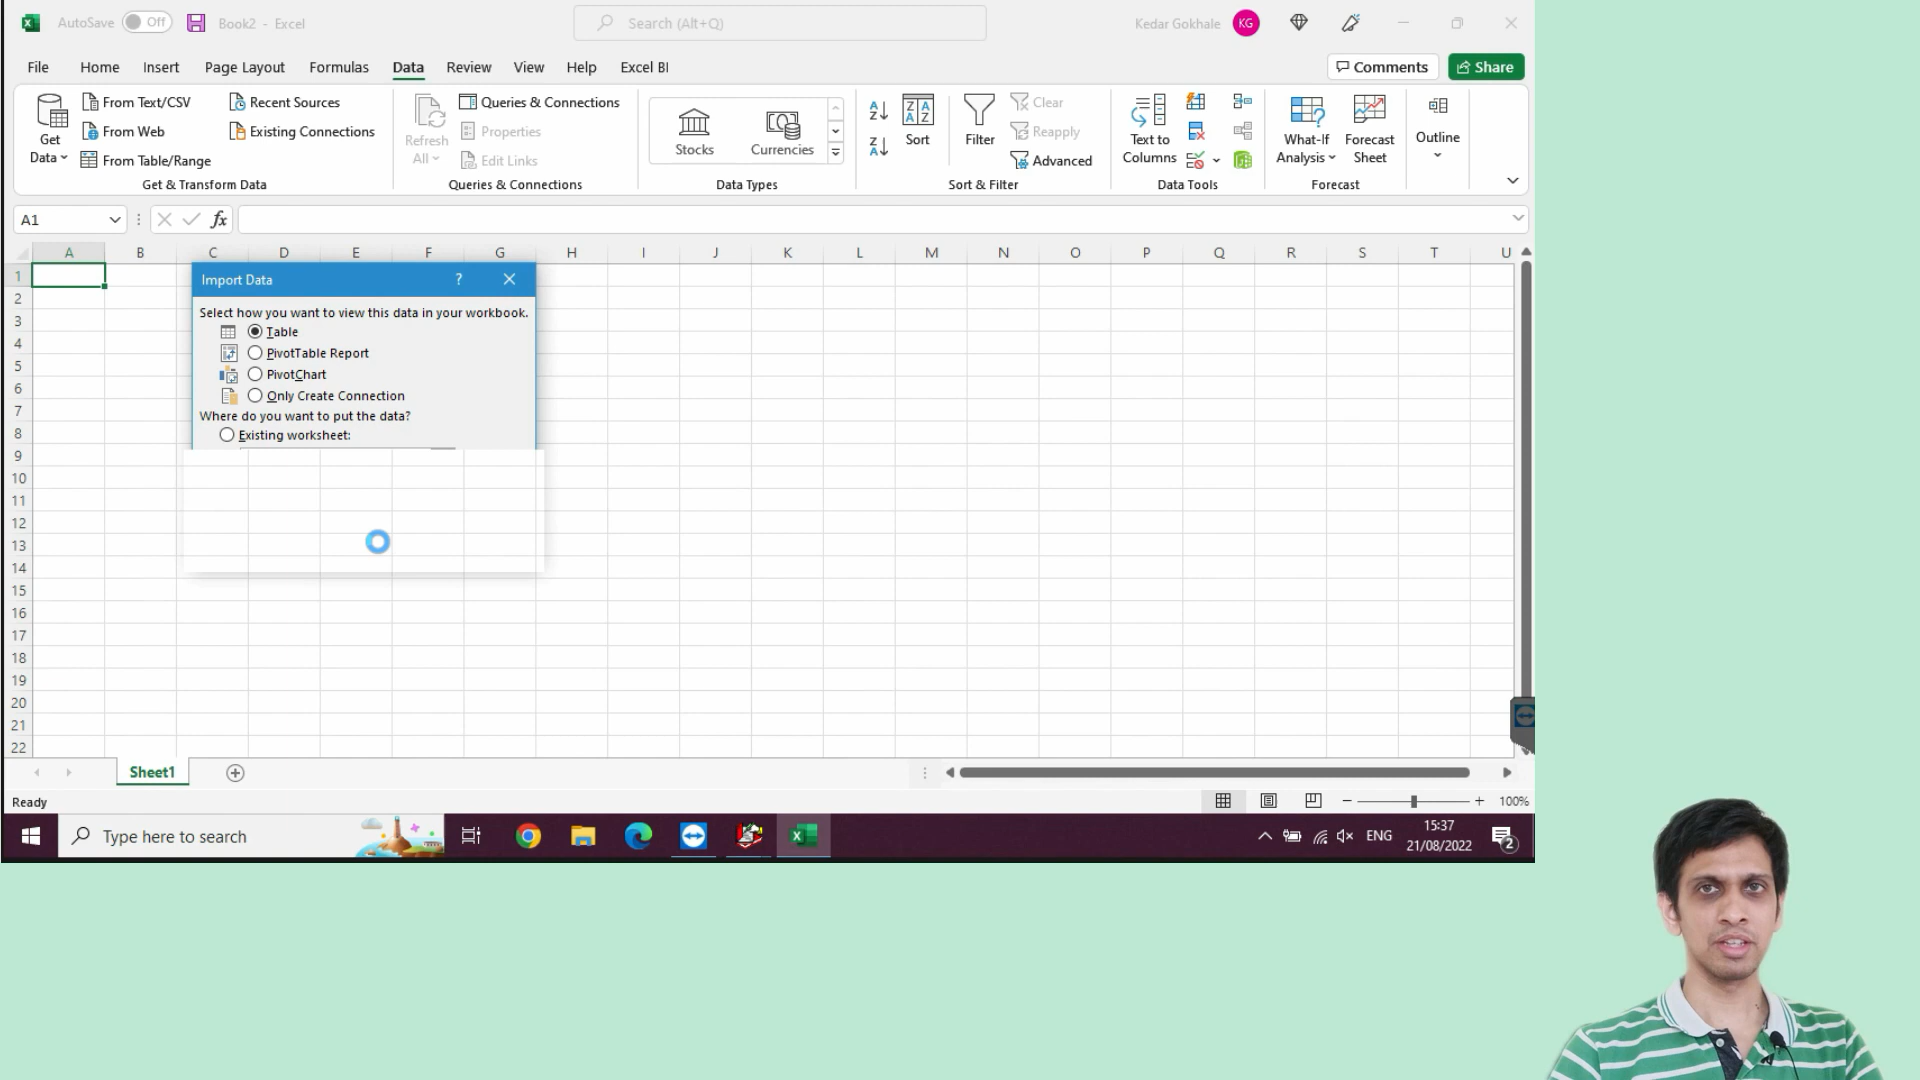 AutoSave Off Book2 - Excel Search (Alt+Q) Kedar Gokhale KG
File Home Insert Page Layout Formulas Data Review View Help Excel BI Comments Share
Get Data
From Text/CSV
From Web
From Table/Range
Recent Sources
Existing Connections
Get & Transform Data
Refresh All
Queries & Connections
Properties
Edit Links
Queries & Connections
Stocks Currencies
Data Types
Sort
Filter
Clear
Reapply
Advanced
Sort & Filter
Text to Columns
Data Tools
What-If Analysis
Forecast Sheet
Forecast
Outline
A1 fx
A B C D E F G H I J K L M N O P Q R S T U
1
2
3
4
5
6
7
8
9
10
11
12
13
14
15
16
17
18
19
20
21
22
Import Data ?
Select how you want to view this data in your workbook.
Table
PivotTable Report
PivotChart
Only Create Connection
Where do you want to put the data?
Existing worksheet:
Sheet1
Ready 100%
Type here to search ENG 15:37
21/08/2022 2